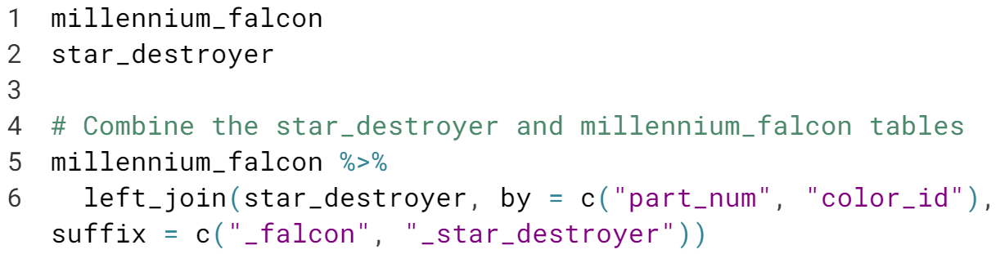 1 millennium_falcon
2 star_destroyer
3
4 # Combine the star_destroyer and millennium_falcon tables
5 millennium_falcon %>%
6   left_join(star_destroyer, by = c("part_num", "color_id"),
suffix = c("_falcon", "_star_destroyer"))